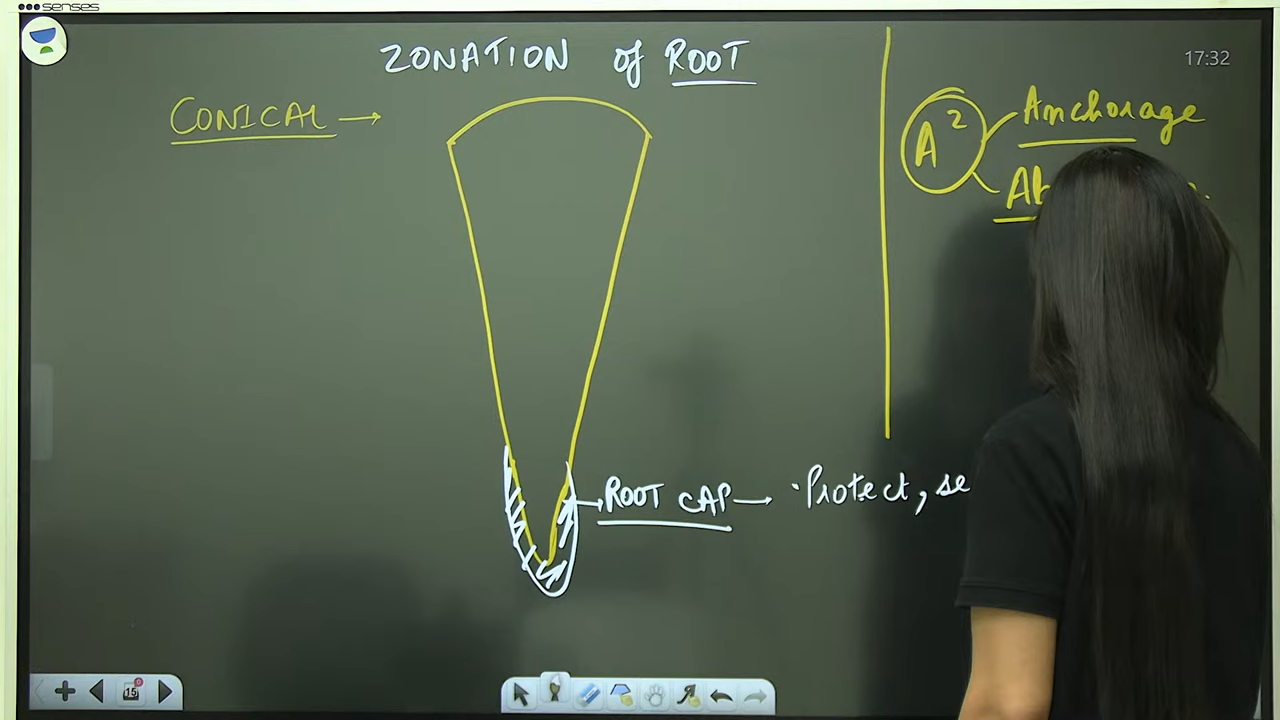 senses
ZONATION of ROOT
17:32
CONICAL →
A² Anchorage
ROOT CAP → · Protect, se
15